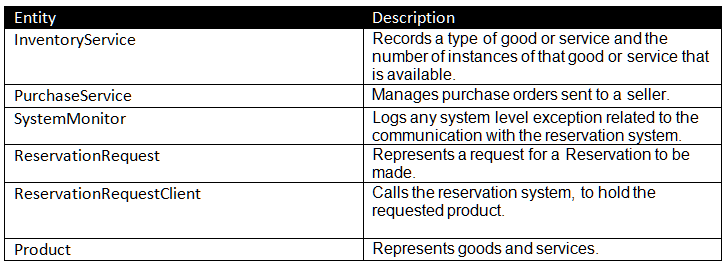 Entity Description
InventoryService Records a type of good or service and the
number of instances of that good or service that
is available.
PurchaseService Manages purchase orders sent to a seller.
SystemMonitor Logs any system level exception related to the
communication with the reservation system.
ReservationRequest Represents a request for a Reservation to be
made.
ReservationRequestClient Calls the reservation system, to hold the
requested product.
Product Represents goods and services.